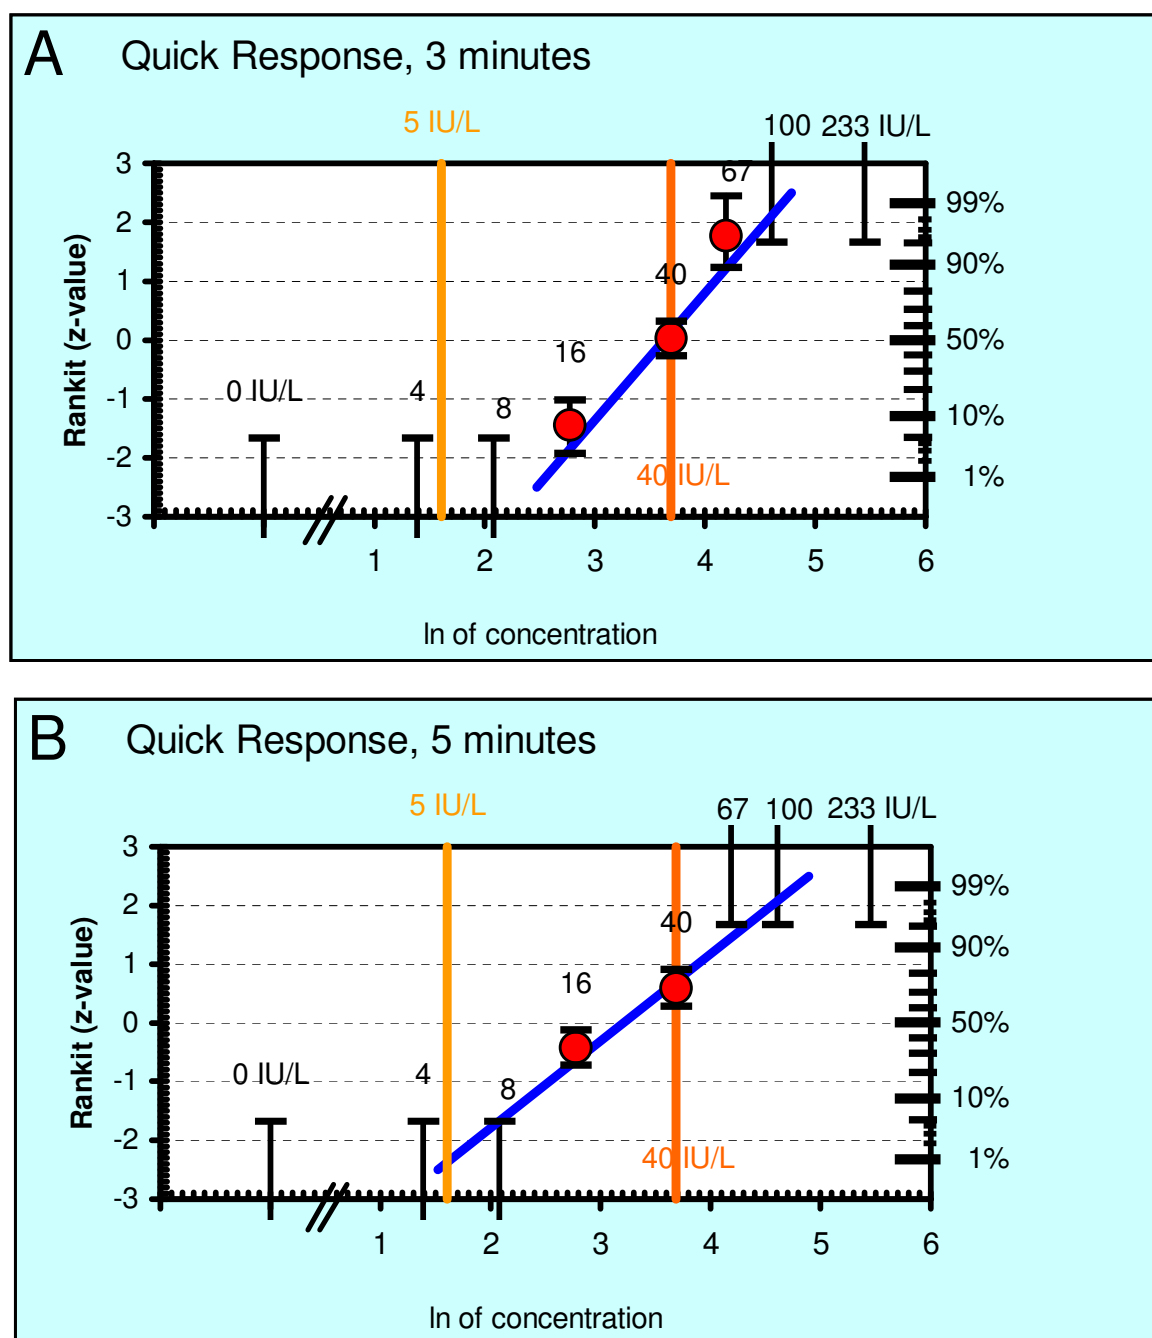 A Quick Response, 3 minutes
5 IU/L
100 233 IU/L
67
3
99%
2
90%
1
40
0
50%
16
-1
0 IU/L
4
8
10%
-2
40 IU/L
1%
-3
1 2 3 4 5 6
Rankit (z-value)
ln of concentration
B Quick Response, 5 minutes
5 IU/L
67 100 233 IU/L
3
99%
2
40
90%
1
16
0
50%
-1
0 IU/L
4
8
10%
-2
40 IU/L
1%
-3
1 2 3 4 5 6
Rankit (z-value)
ln of concentration